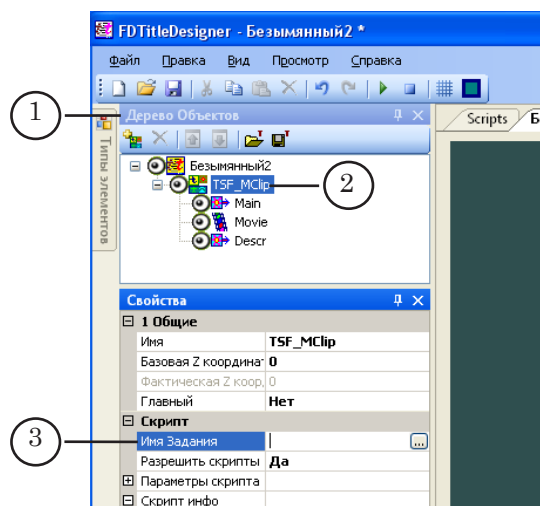 FDTitleDesigner - Безымянный2 *
Файл Правка Вид Просмотр Справка
1
Дерево Объектов
Scripts
Типы элементов
Безымянный2
TSF_MClip
2
Main
Movie
Descr
Свойства
1 Общие
Имя TSF_MClip
Базовая Z координат 0
Фактическая Z коор, 0
Главный Нет
Скрипт
3
Имя Задания ...
Разрешить скрипты Да
Параметры скрипта
Скрипт инфо